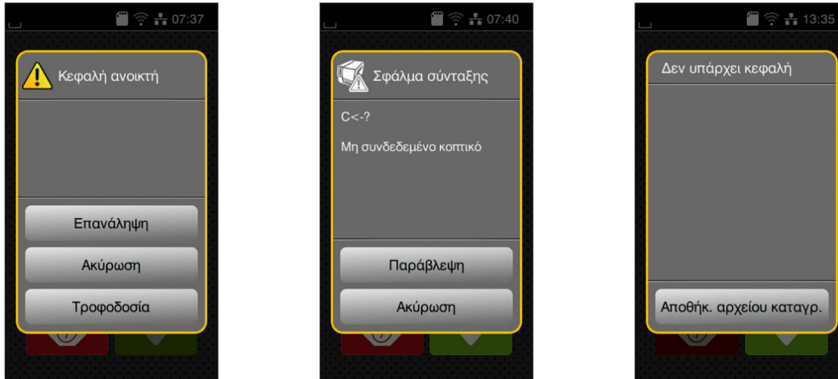 07:37
Κεφαλή ανοικτή
Επανάληψη
Ακύρωση
Τροφοδοσία
07:40
Σφάλμα σύνταξης
C<-?
Μη συνδεδεμένο κοπτικό
Παράβλεψη
Ακύρωση
13:35
Δεν υπάρχει κεφαλή
Αποθήκ. αρχείου καταγρ.